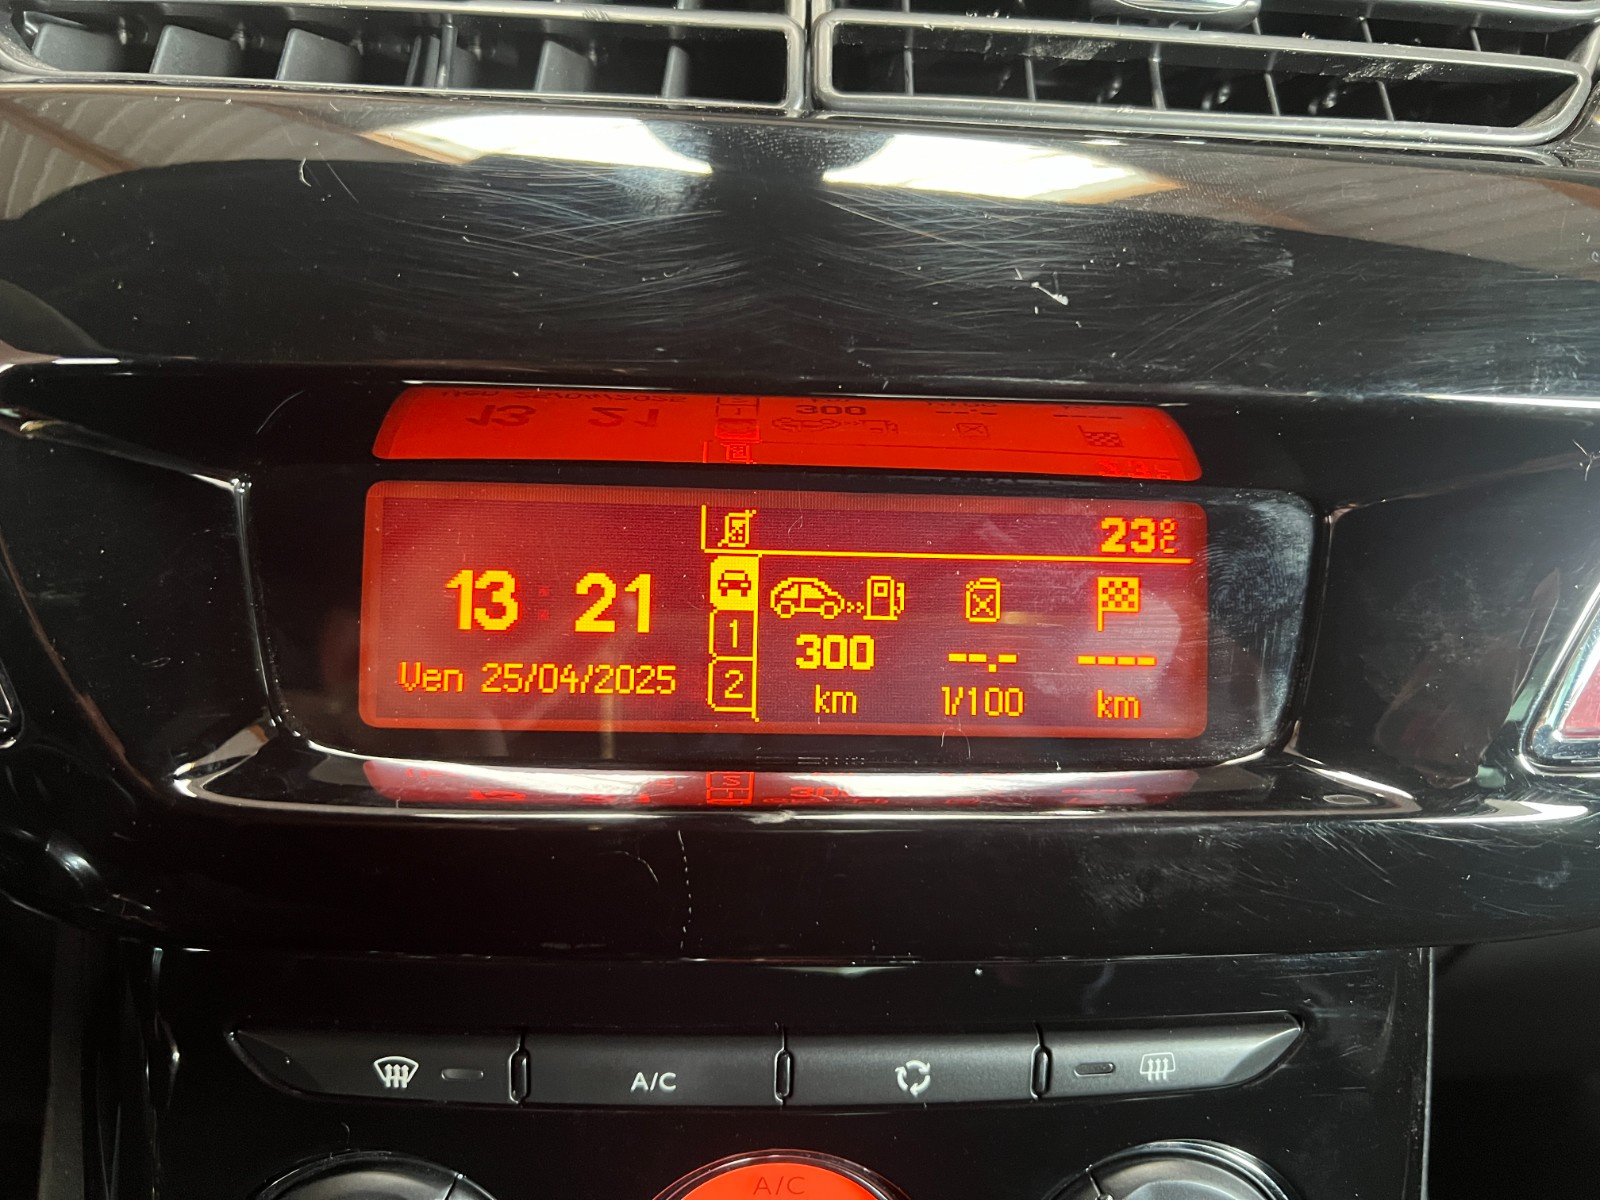 23°C
13:21
Ven 25/04/2025
1
2
300
km
--.-
l/100
----
km
A/C
A/C